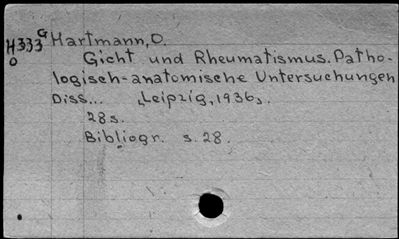 G
H333 Hartmann, O.
O
Gicht und Rheumatismus. Patho-
logisch-anatomische Untersuchungen
Diss... Leipzig, 1936.
28 s.
Bibliogr. s. 28.